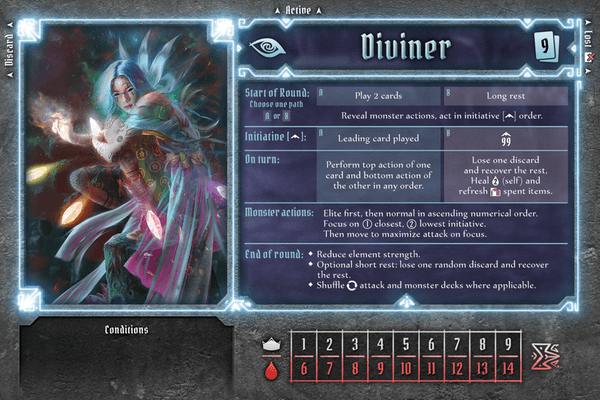 Active
Discard
Lost
Diviner
9
Start of Round:
Choose one path
A or B
A Play 2 cards
B Long rest
Reveal monster actions, act in initiative [ ] order.
Initiative [ ]:
A Leading card played
B 99
On turn:
Perform top action of one
card and bottom action of
the other in any order.
Lose one discard
and recover the rest.
Heal 2 (self) and
refresh spent items.
Monster actions:
Elite first, then normal in ascending numerical order.
Focus on ① closest, ② lowest initiative.
Then move to maximize attack on focus.
End of round:
◆ Reduce element strength.
◆ Optional short rest: lose one random discard and recover
the rest.
◆ Shuffle attack and monster decks where applicable.
Conditions
1 2 3 4 5 6 7 8 9
6 7 8 9 10 11 12 13 14